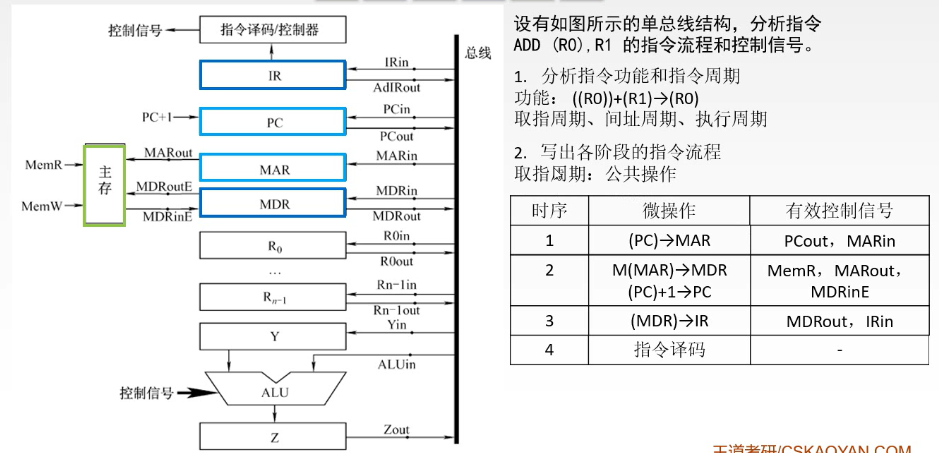 控制信号
指令译码/控制器
总线
IR
IRin
AdIRout
PC+1
PC
PCin
PCout
MemR
MemW
主存
MARout
MAR
MARin
MDRoutE
MDRinE
MDR
MDRin
MDRout
R0
R0in
R0out
…
Rn-1
Rn-1in
Rn-1out
Y
Yin
ALUin
控制信号
ALU
Z
Zout
设有如图所示的单总线结构，分析指令
ADD (R0),R1 的指令流程和控制信号。
1. 分析指令功能和指令周期
功能： ((R0))+(R1)→(R0)
取指周期、间址周期、执行周期
2. 写出各阶段的指令流程
取指周期：公共操作
时序 微操作 有效控制信号
1 (PC)→MAR PCout，MARin
2 M(MAR)→MDR MemR，MARout，
(PC)+1→PC MDRinE
3 (MDR)→IR MDRout，IRin
4 指令译码 -
王道考研/CSKAOYAN.COM